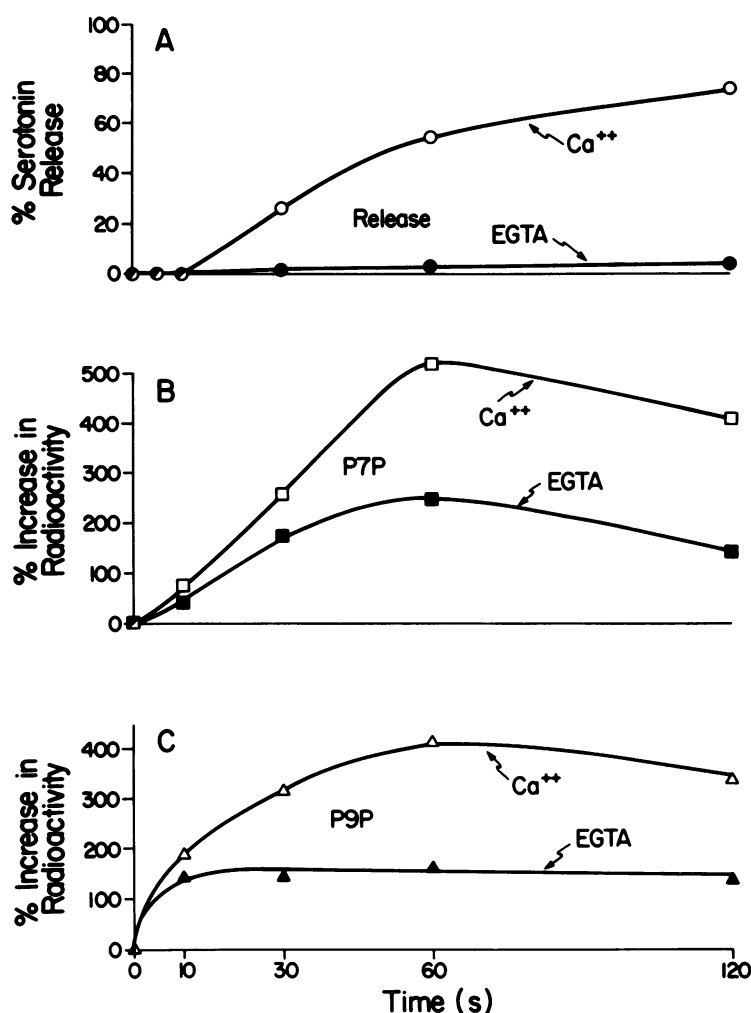 A
% Serotonin
Release
100
80
60
40
20
0
Ca++
Release
EGTA
B
% Increase in
Radioactivity
500
400
300
200
100
0
Ca++
P7P
EGTA
C
% Increase in
Radioactivity
400
300
200
100
0
Ca++
P9P
EGTA
0 10 30 60 120
Time (s)